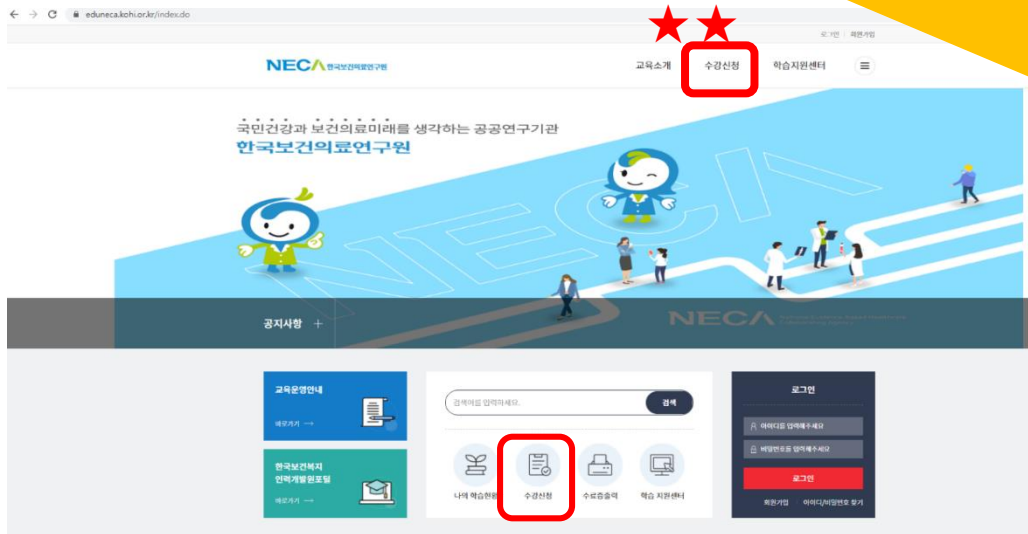 eduneca.kohi.or.kr/index.do
로그인 회원가입
NECA 한국보건의료연구원
교육소개 수강신청 학습지원센터
국민건강과 보건의료미래를 생각하는 공공연구기관
한국보건의료연구원
NECA
공지사항 +
NECA
교육운영안내
바로가기 →
한국보건복지
인력개발원포털
바로가기 →
검색어를 입력하세요. 검색
나의 학습현황 수강신청 수료증출력 학습 지원센터
로그인
아이디를 입력해주세요
비밀번호를 입력해주세요
로그인
회원가입 아이디/비밀번호 찾기